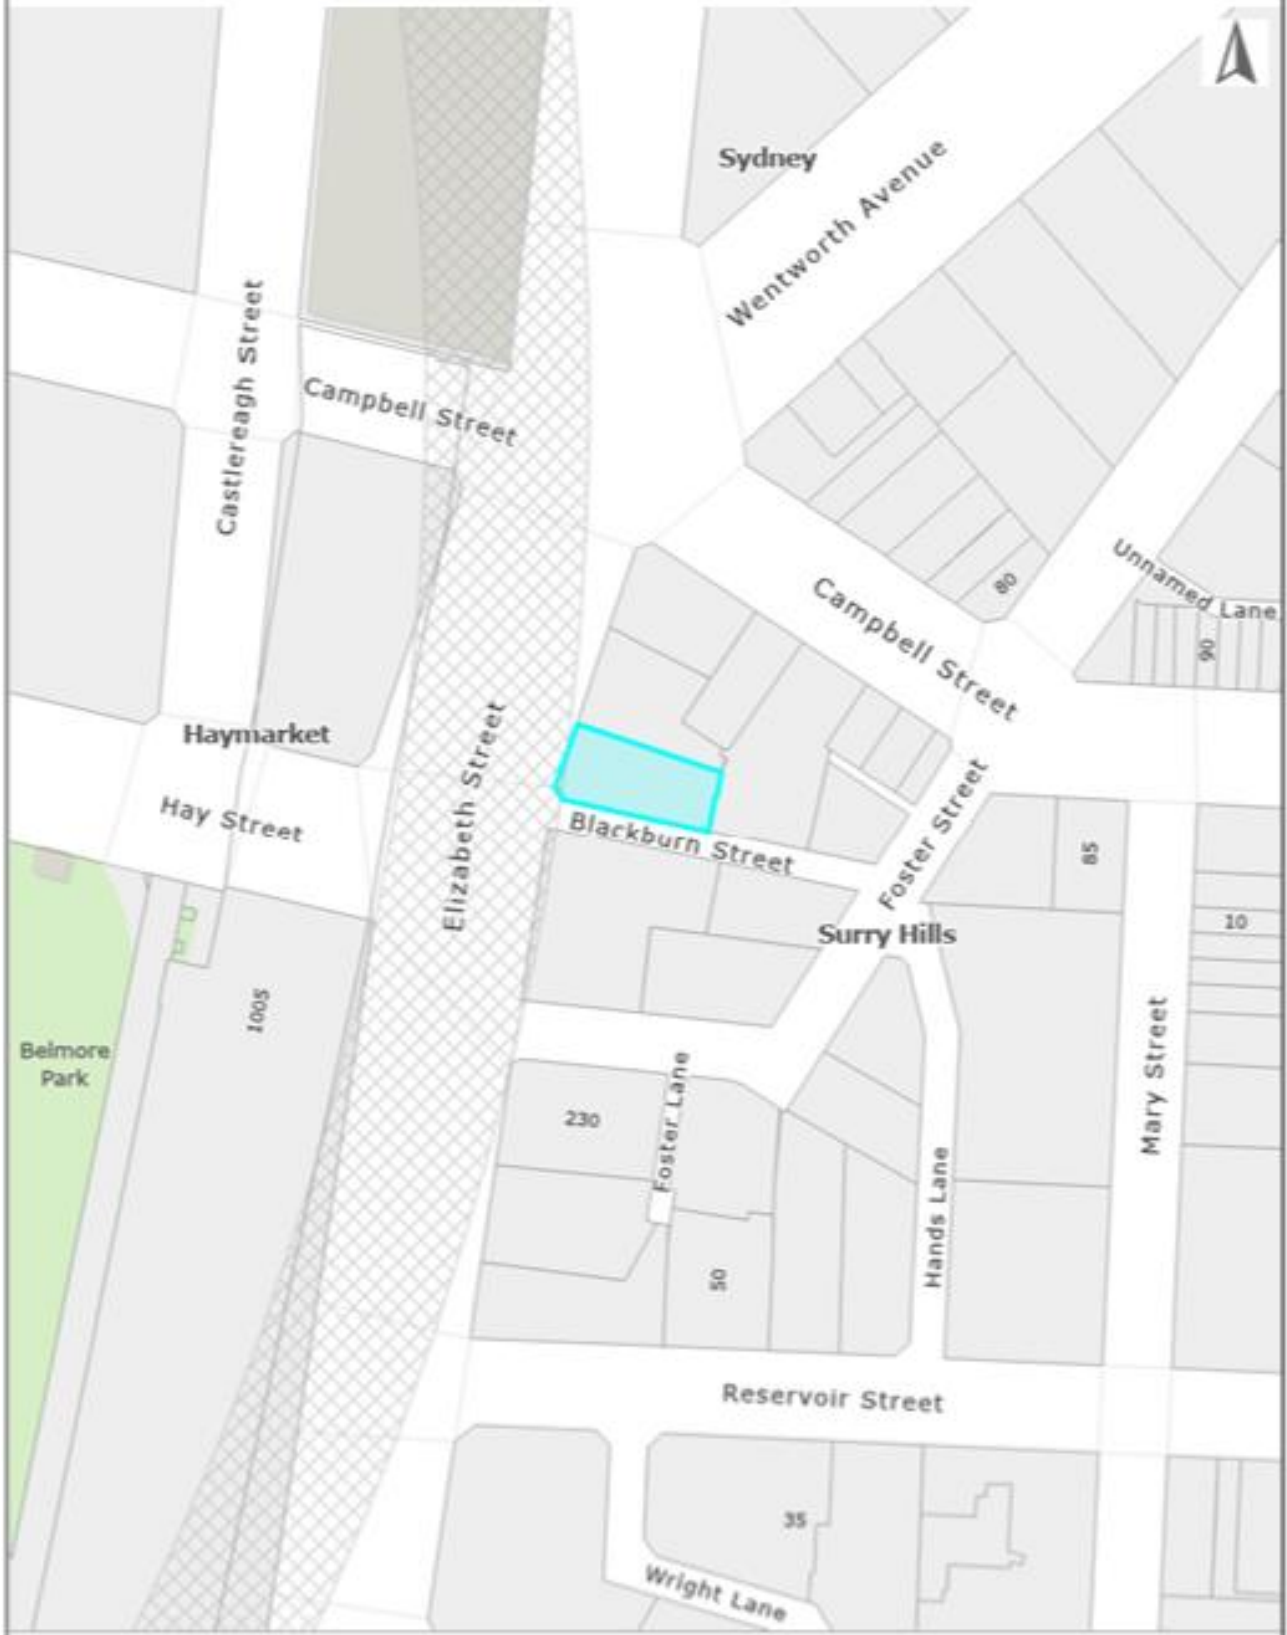 Sydney
Wentworth Avenue
Castlereagh Street
Campbell Street
Unnamed Lane
80
Campbell Street
90
Haymarket
Elizabeth Street
Hay Street
Blackburn Street
Foster Street
85
10
Surry Hills
1005
Belmore
Park
Mary Street
230
Foster Lane
Hands Lane
50
Reservoir Street
35
Wright Lane